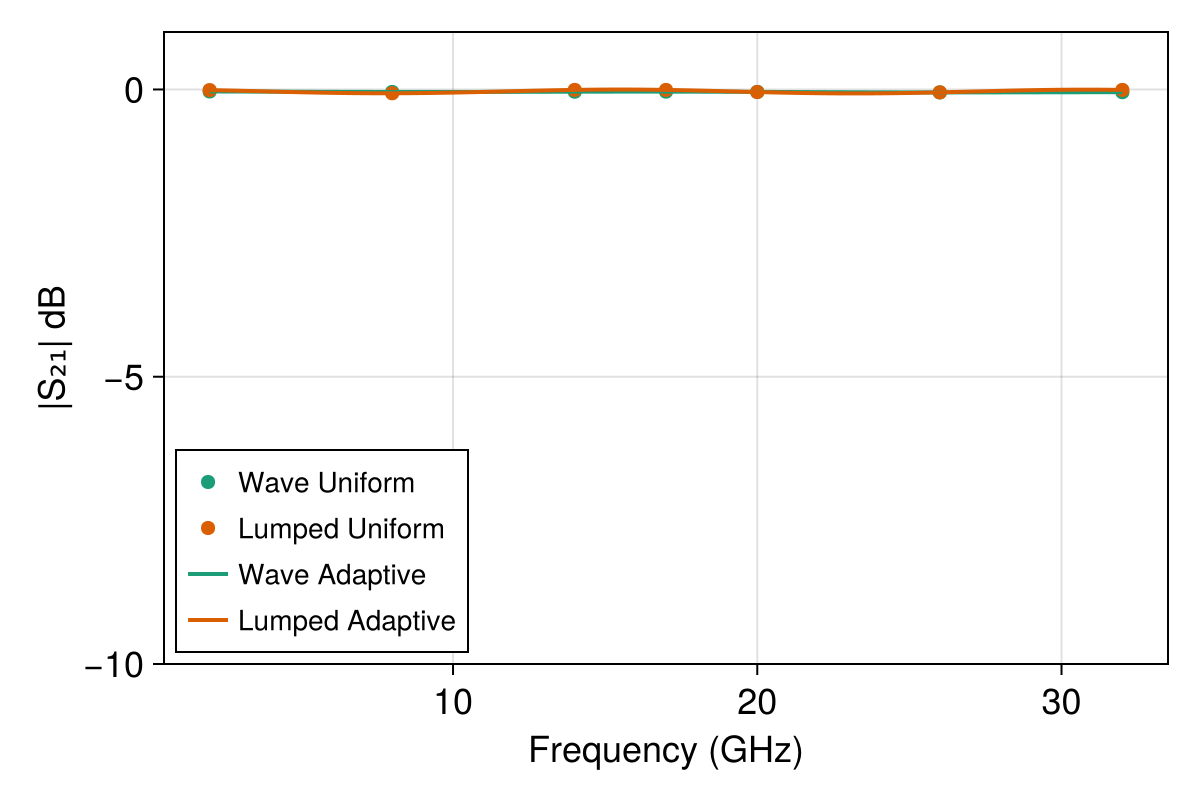 0
−5
−10
|S₂₁| dB
Wave Uniform
Lumped Uniform
Wave Adaptive
Lumped Adaptive
10 20 30
Frequency (GHz)